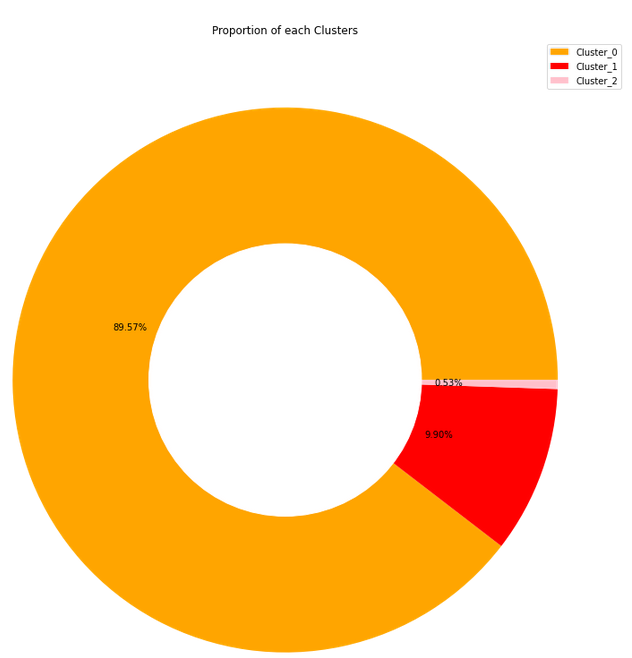 Proportion of each Clusters
Cluster_0
Cluster_1
Cluster_2
89.57%
0.53%
9.90%